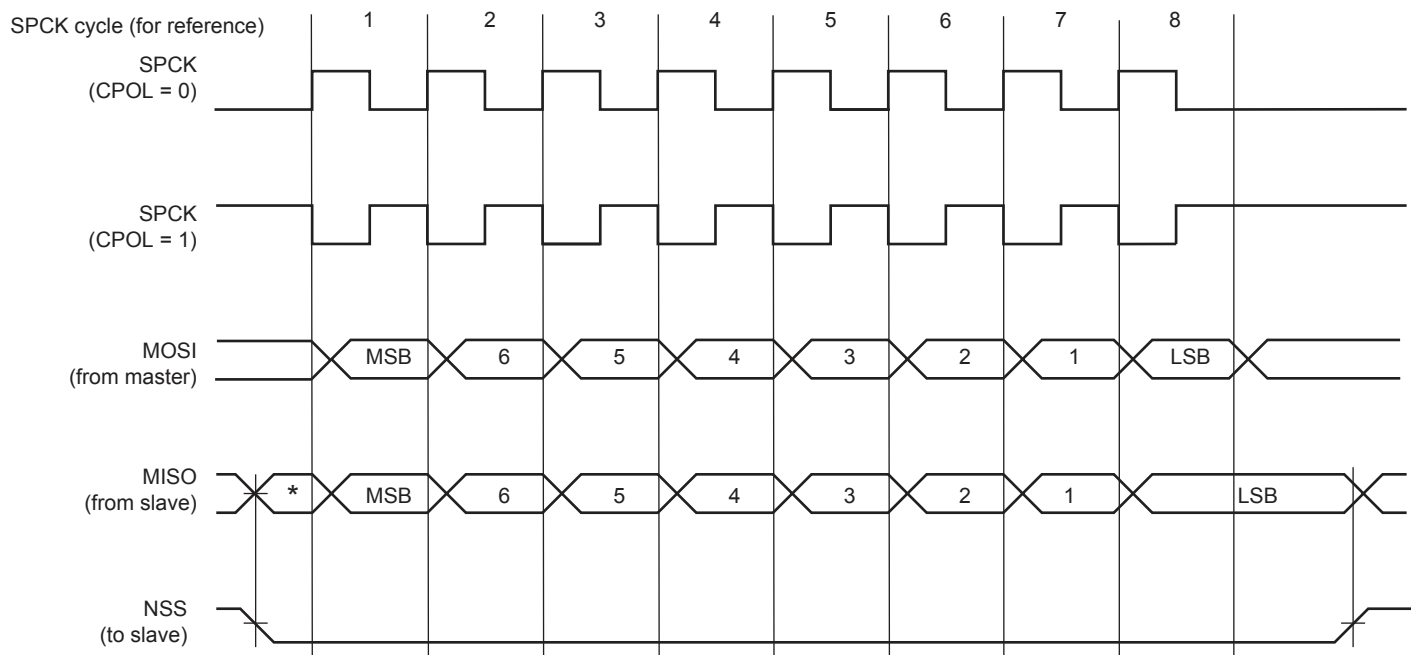 SPCK cycle (for reference) 1 2 3 4 5 6 7 8
SPCK
(CPOL = 0)
SPCK
(CPOL = 1)
MOSI
(from master)
MSB 6 5 4 3 2 1 LSB
MISO
(from slave)
* MSB 6 5 4 3 2 1 LSB
NSS
(to slave)